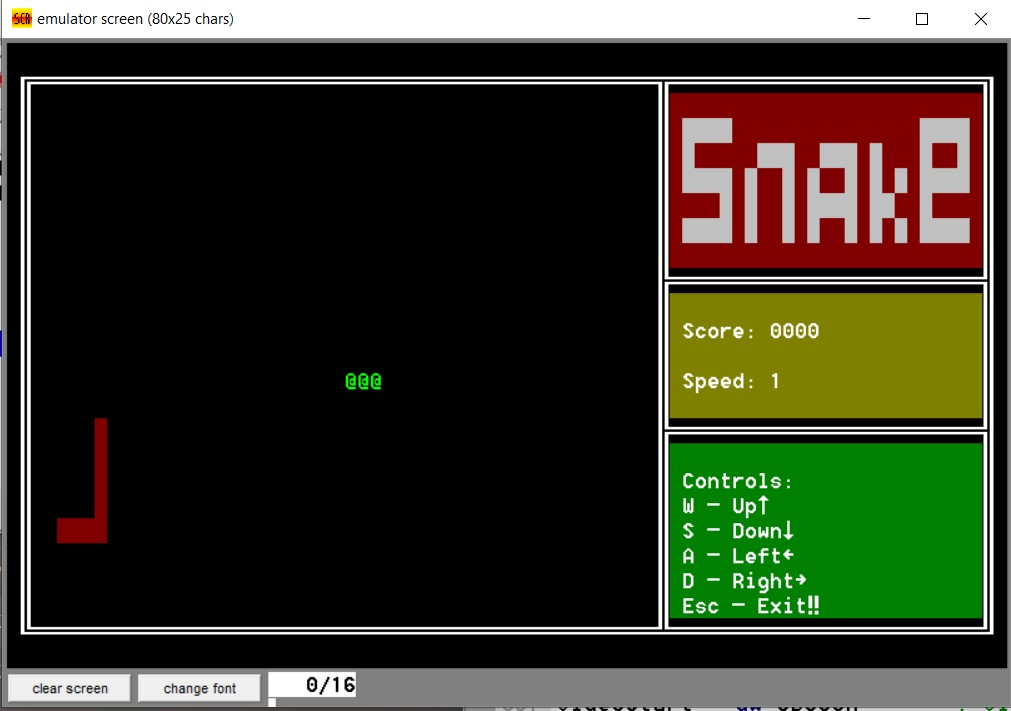 SCR emulator screen (80x25 chars)
Snake
Score: 0000
Speed: 1
@@@
Controls:
W - Up↑
S - Down↓
A - Left←
D - Right→
Esc - Exit‼
clear screen
change font
0/16